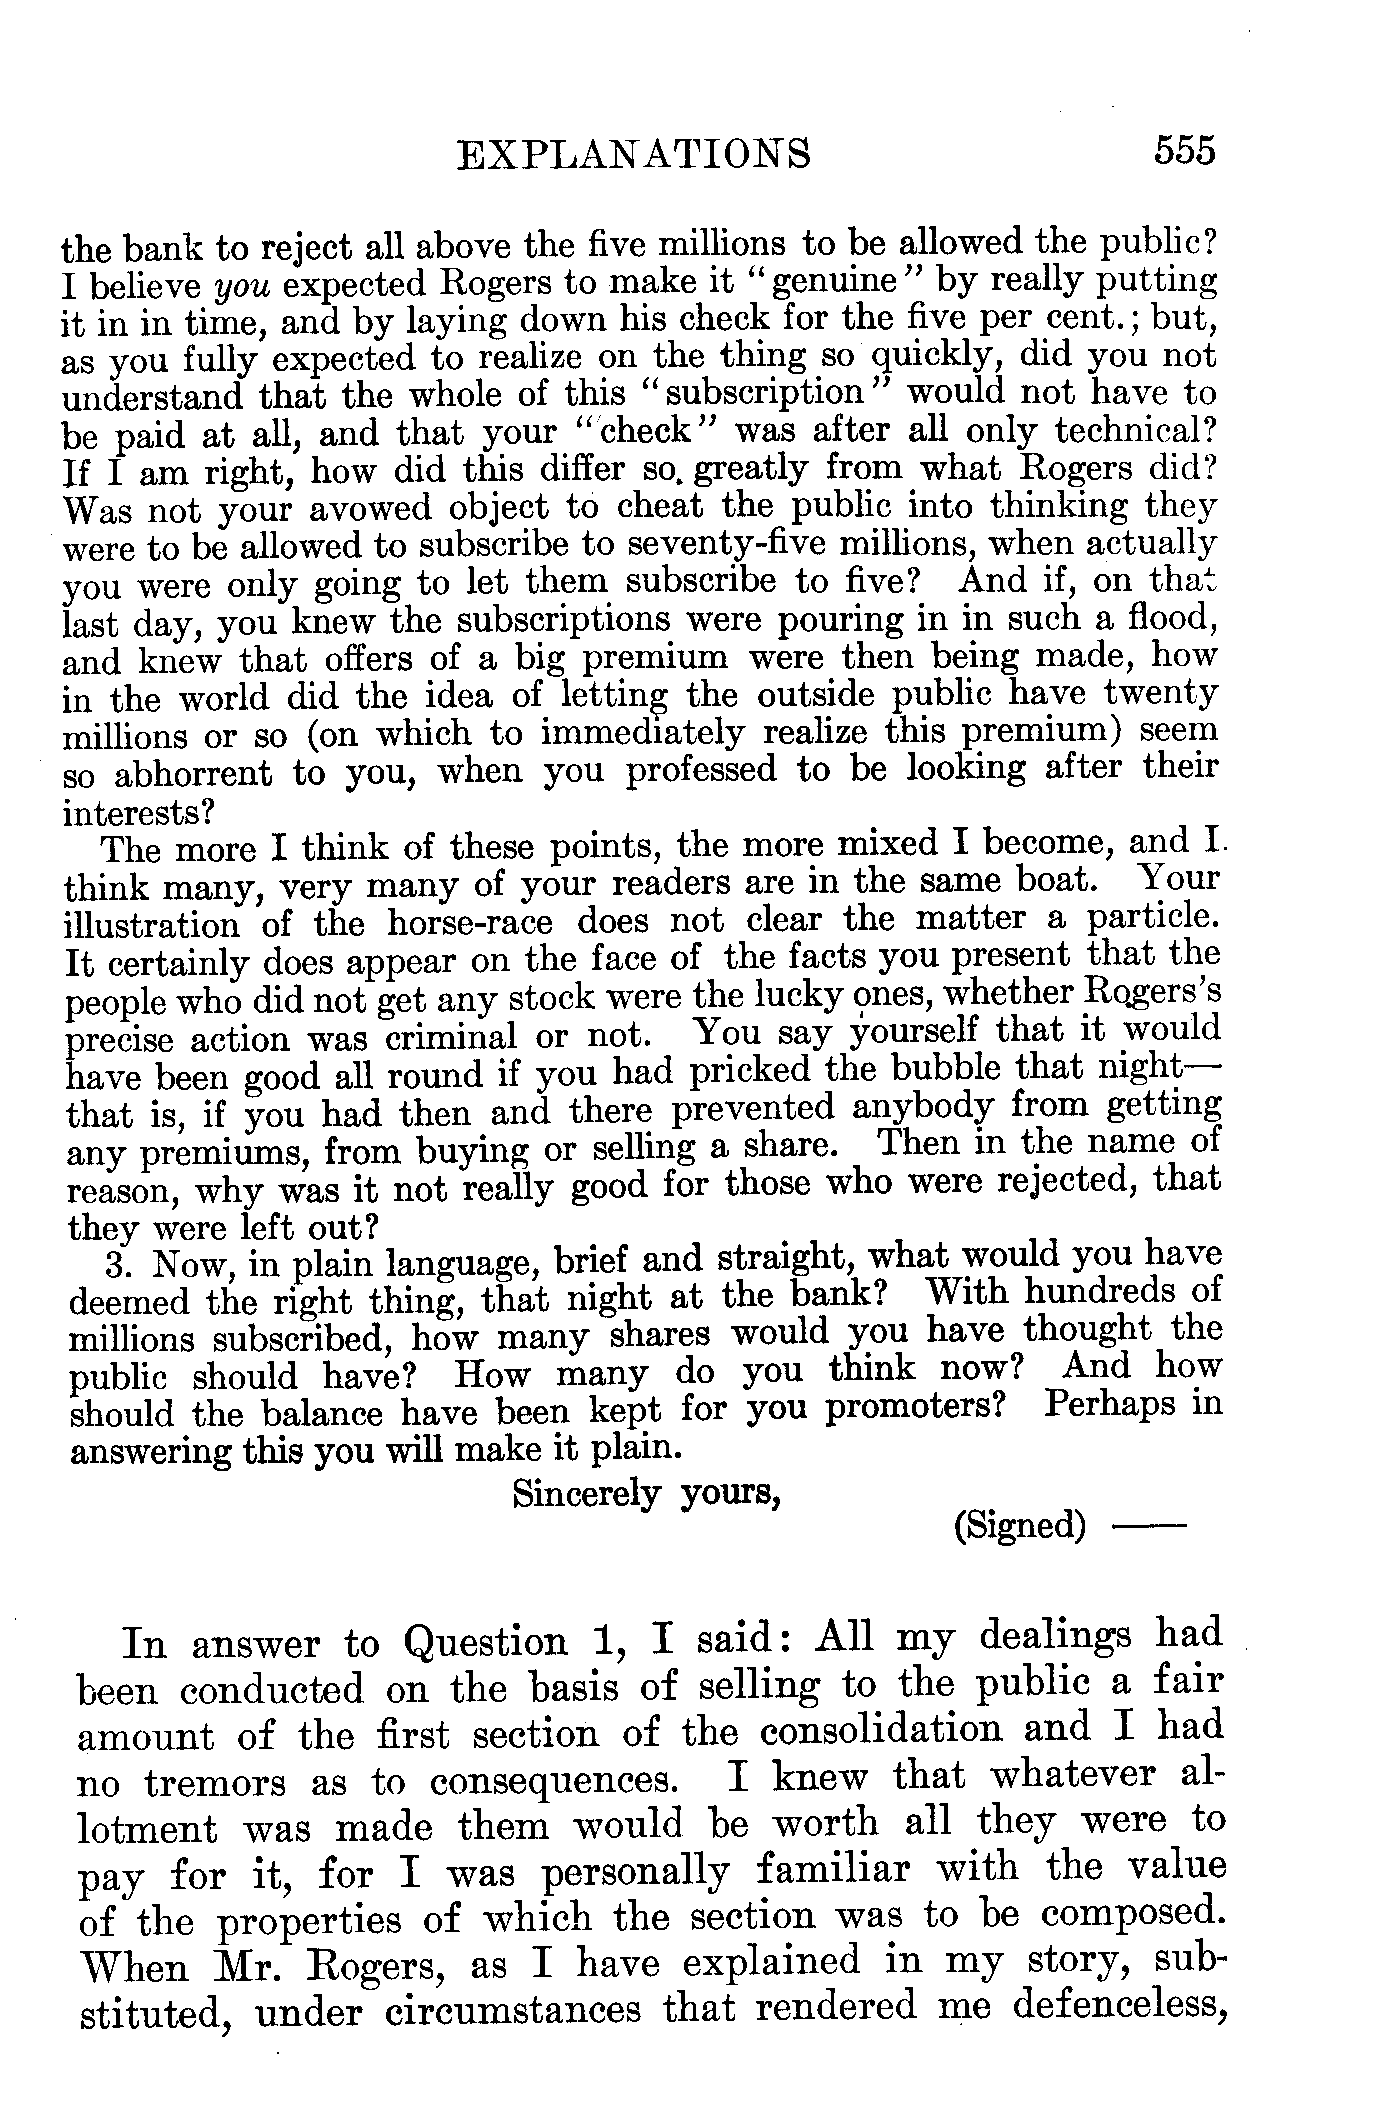 EXPLANATIONS 555
the bank to reject all above the five millions to be allowed the public?
I believe you expected Rogers to make it "genuine" by really putting
it in in time, and by laying down his check for the five per cent.; but,
as you fully expected to realize on the thing so quickly, did you not
understand that the whole of this "subscription" would not have to
be paid at all, and that your "check" was after all only technical?
If I am right, how did this differ so. greatly from what Rogers did?
Was not your avowed object to cheat the public into thinking they
were to be allowed to subscribe to seventy-five millions, when actually
you were only going to let them subscribe to five? And if, on that
last day, you knew the subscriptions were pouring in in such a flood,
and knew that offers of a big premium were then being made, how
in the world did the idea of letting the outside public have twenty
millions or so (on which to immediately realize this premium) seem
so abhorrent to you, when you professed to be looking after their
interests?
The more I think of these points, the more mixed I become, and I.
think many, very many of your readers are in the same boat. Your
illustration of the horse-race does not clear the matter a particle.
It certainly does appear on the face of the facts you present that the
people who did not get any stock were the lucky ones, whether Rogers's
precise action was criminal or not. You say yourself that it would
have been good all round if you had pricked the bubble that night—
that is, if you had then and there prevented anybody from getting
any premiums, from buying or selling a share. Then in the name of
reason, why was it not really good for those who were rejected, that
they were left out?
3. Now, in plain language, brief and straight, what would you have
deemed the right thing, that night at the bank? With hundreds of
millions subscribed, how many shares would you have thought the
public should have? How many do you think now? And how
should the balance have been kept for you promoters? Perhaps in
answering this you will make it plain.
Sincerely yours,
(Signed) ——
In answer to Question 1, I said: All my dealings had
been conducted on the basis of selling to the public a fair
amount of the first section of the consolidation and I had
no tremors as to consequences. I knew that whatever al-
lotment was made them would be worth all they were to
pay for it, for I was personally familiar with the value
of the properties of which the section was to be composed.
When Mr. Rogers, as I have explained in my story, sub-
stituted, under circumstances that rendered me defenceless,